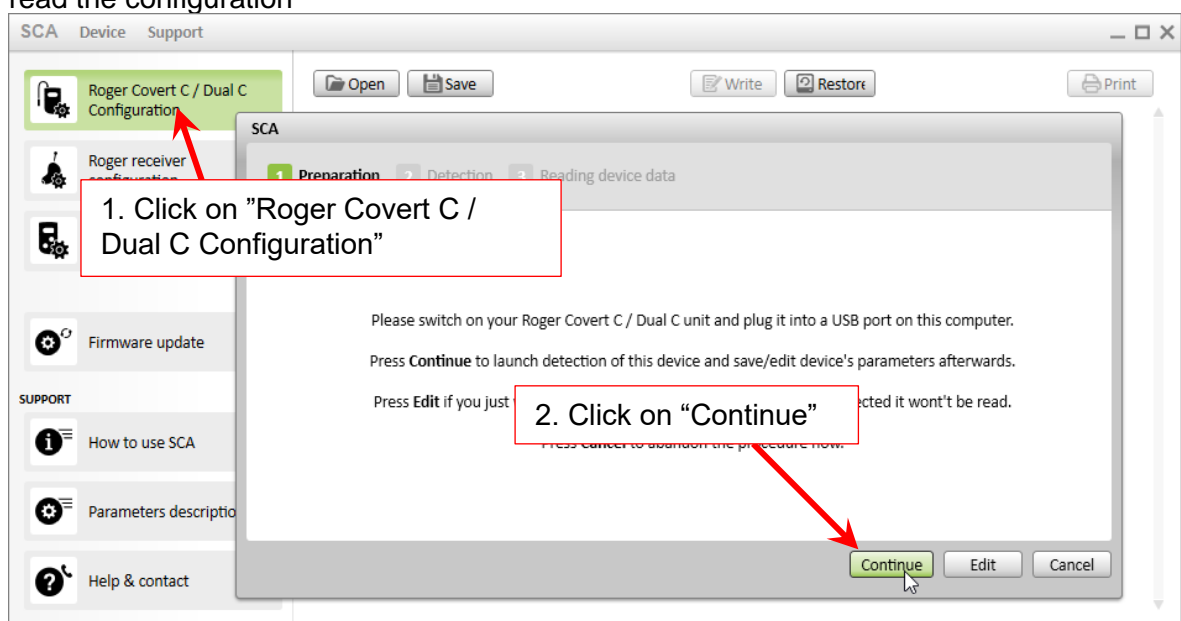 read the configuration
SCA Device Support
Roger Covert C / Dual C
Configuration
Open Save Write Restore Print
SCA
Roger receiver
configuration
1 Preparation 2 Detection 3 Reading device data
1. Click on ”Roger Covert C /
Dual C Configuration”
Please switch on your Roger Covert C / Dual C unit and plug it into a USB port on this computer.
Firmware update
Press Continue to launch detection of this device and save/edit device's parameters afterwards.
SUPPORT
Press Edit if you just
2. Click on “Continue”
it wont't be read.
Press Cancel to abandon the procedure now.
How to use SCA
Parameters descriptio
Continue Edit Cancel
Help & contact